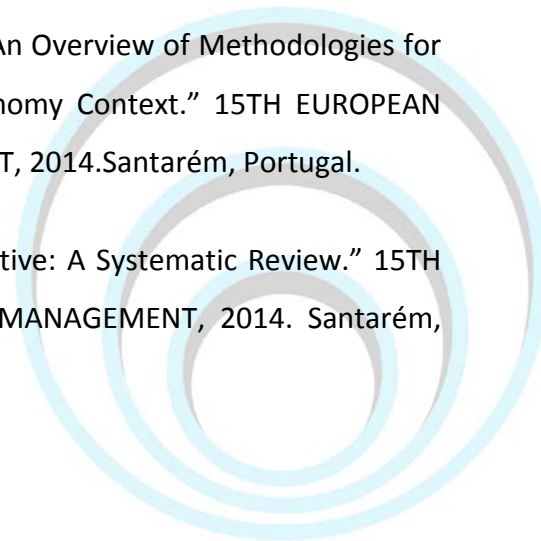 An Overview of Methodologies for
nomy Context.” 15TH EUROPEAN
T, 2014.Santarém, Portugal.
tive: A Systematic Review.” 15TH
MANAGEMENT, 2014. Santarém,